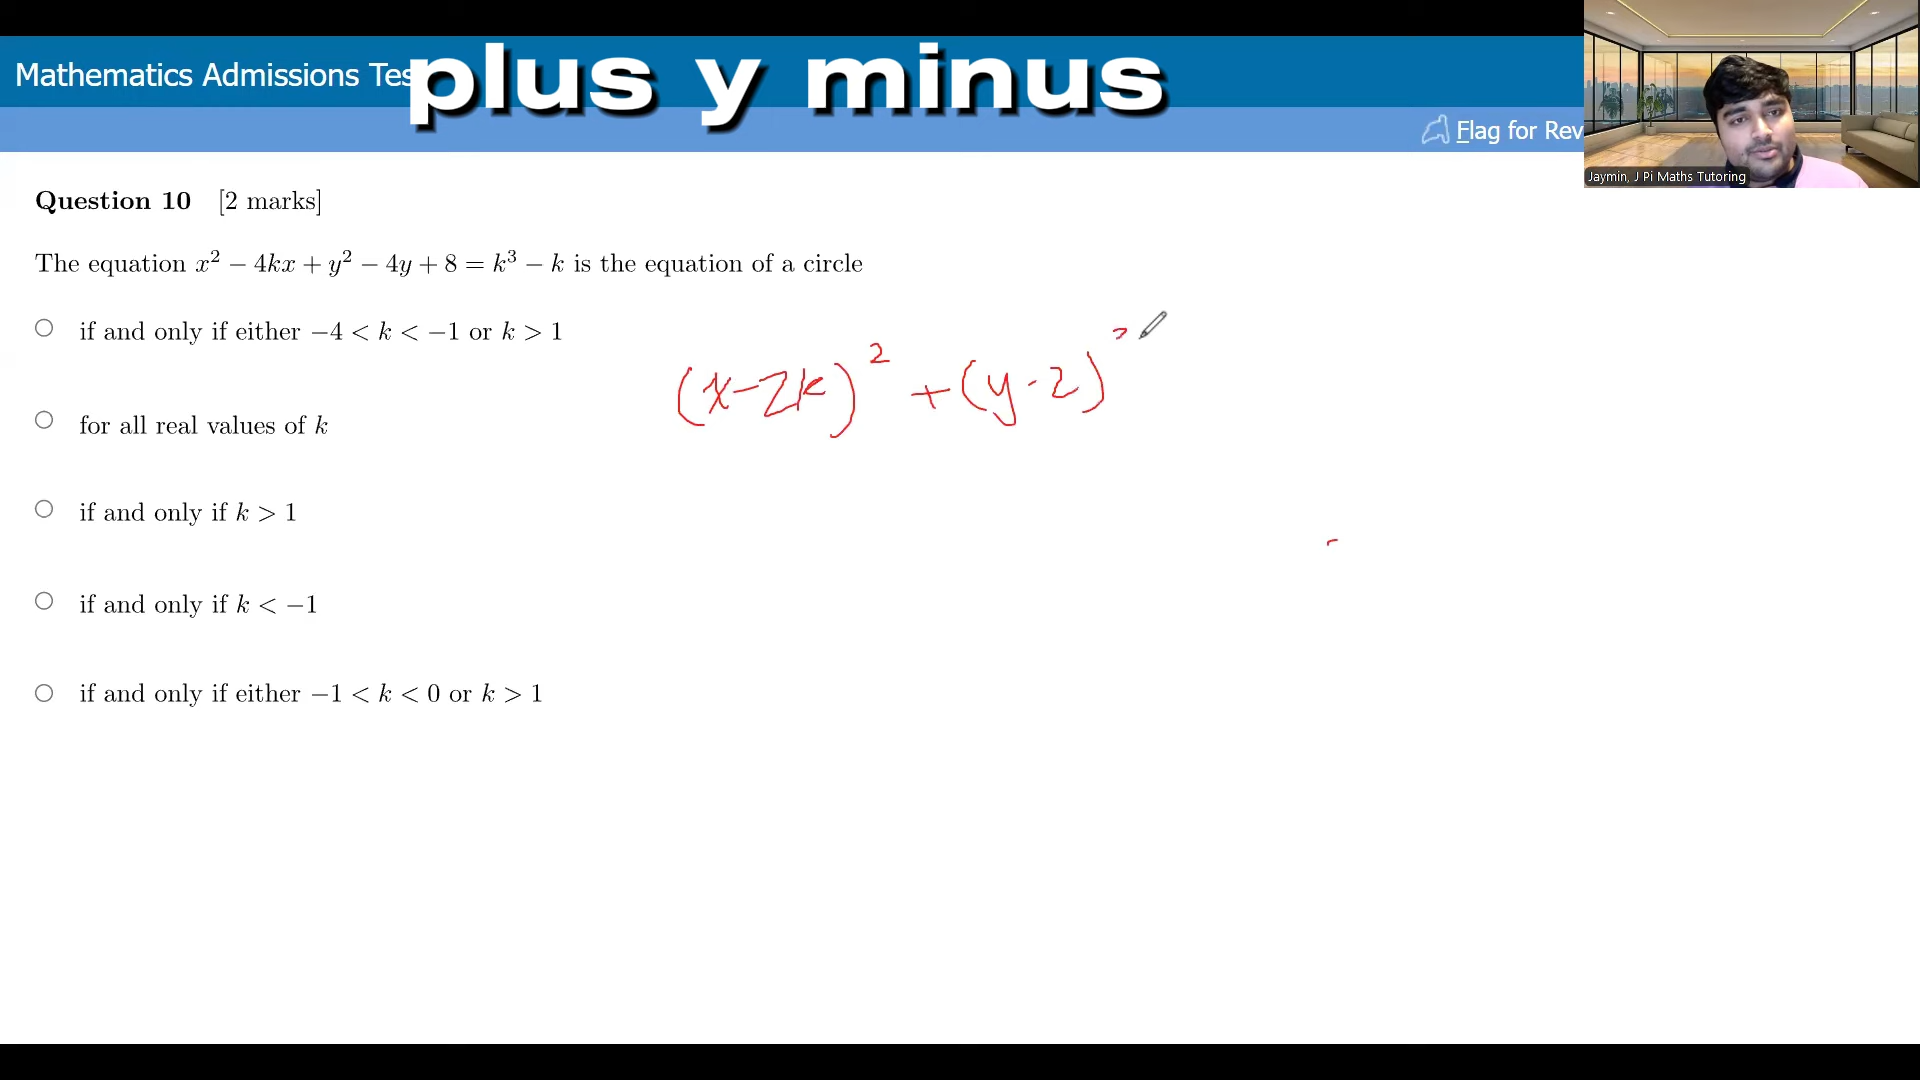 Mathematics Admissions Tes
plus y minus
Flag for Rev
Jaymin, J Pi Maths Tutoring
Question 10 [2 marks]
The equation x² − 4kx + y² − 4y + 8 = k³ − k is the equation of a circle
if and only if either −4 < k < −1 or k > 1
(x-2k)² + (y-2)²
for all real values of k
if and only if k > 1
if and only if k < −1
if and only if either −1 < k < 0 or k > 1